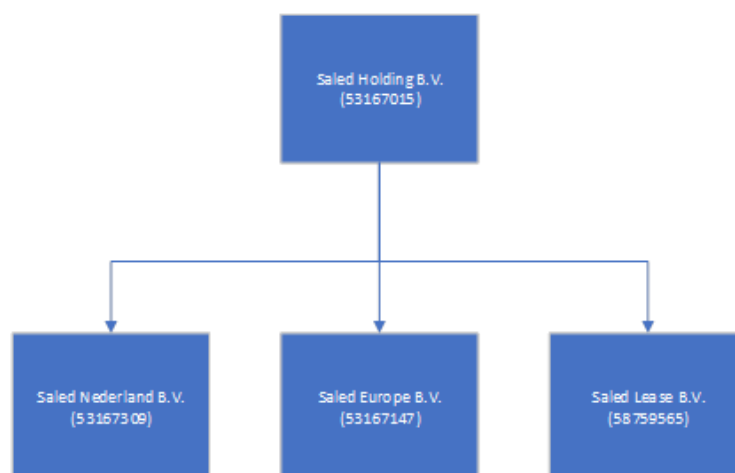 Saled Holding B.V.
(53167015)
Saled Nederland B.V.
(53167309)
Saled Europe B.V.
(53167147)
Saled Lease B.V.
(58759565)